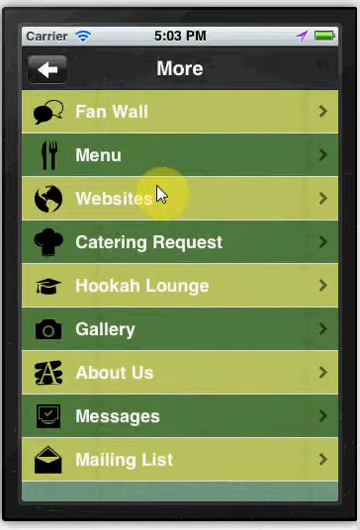 Carrier 5:03 PM
More
Fan Wall
Menu
Websites
Catering Request
Hookah Lounge
Gallery
About Us
Messages
Mailing List